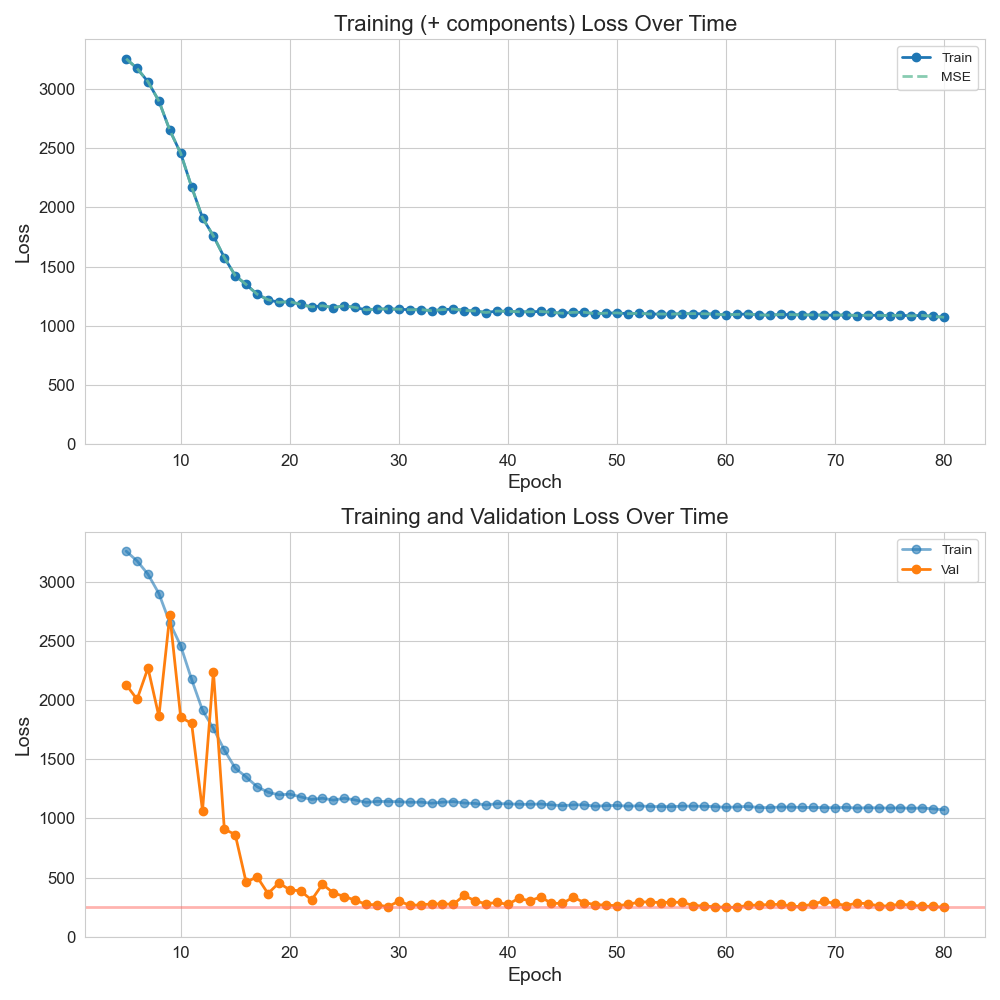 Training (+ components) Loss Over Time
Train
MSE
3000
2500
2000
1500
1000
500
0
Loss
10 20 30 40 50 60 70 80
Epoch
Training and Validation Loss Over Time
Train
Val
3000
2500
2000
1500
1000
500
0
Loss
10 20 30 40 50 60 70 80
Epoch